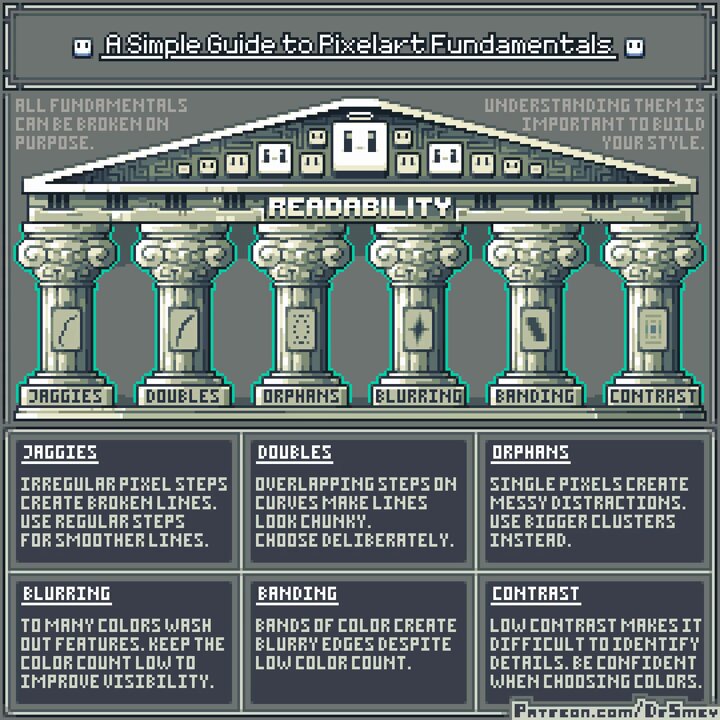 A Simple Guide to Pixelart Fundamentals
ALL FUNDAMENTALS
CAN BE BROKEN ON
PURPOSE.
UNDERSTANDING THEM IS
IMPORTANT TO BUILD
YOUR STYLE.
READABILITY
JAGGIES
DOUBLES
ORPHANS
BLURRING
BANDING
CONTRAST
JAGGIES
IRREGULAR PIXEL STEPS
CREATE BROKEN LINES.
USE REGULAR STEPS
FOR SMOOTHER LINES.
DOUBLES
OVERLAPPING STEPS ON
CURVES MAKE LINES
LOOK CHUNKY.
CHOOSE DELIBERATELY.
ORPHANS
SINGLE PIXELS CREATE
MESSY DISTRACTIONS.
USE BIGGER CLUSTERS
INSTEAD.
BLURRING
TO MANY COLORS WASH
OUT FEATURES. KEEP THE
COLOR COUNT LOW TO
IMPROVE VISIBILITY.
BANDING
BANDS OF COLOR CREATE
BLURRY EDGES DESPITE
LOW COLOR COUNT.
CONTRAST
LOW CONTRAST MAKES IT
DIFFICULT TO IDENTIFY
DETAILS. BE CONFIDENT
WHEN CHOOSING COLORS.
Patreon.com/DrSmey